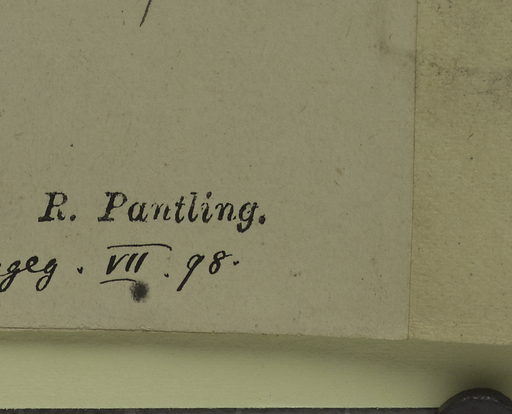 R. Pantling.
geg. VII. 98.